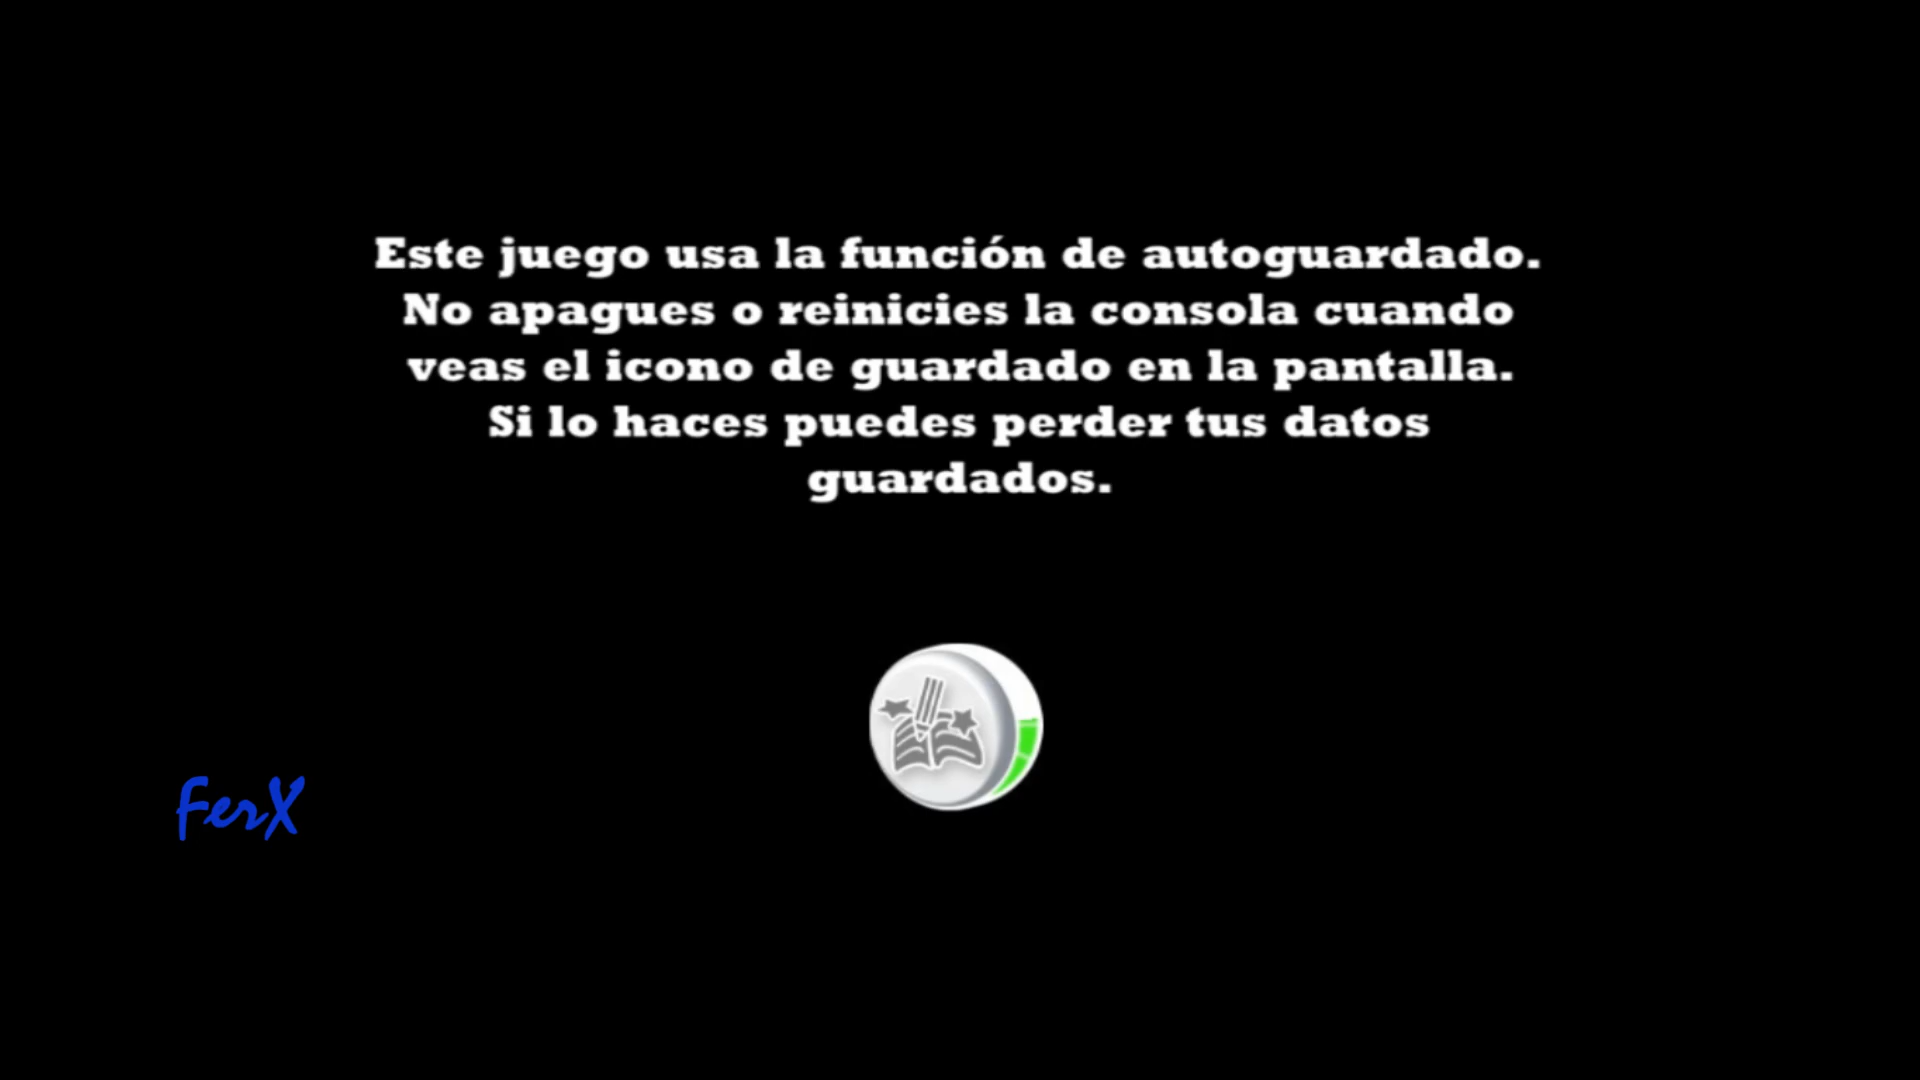 Este juego usa la función de autoguardado.
No apagues o reinicies la consola cuando
veas el icono de guardado en la pantalla.
Si lo haces puedes perder tus datos
guardados.
FerX